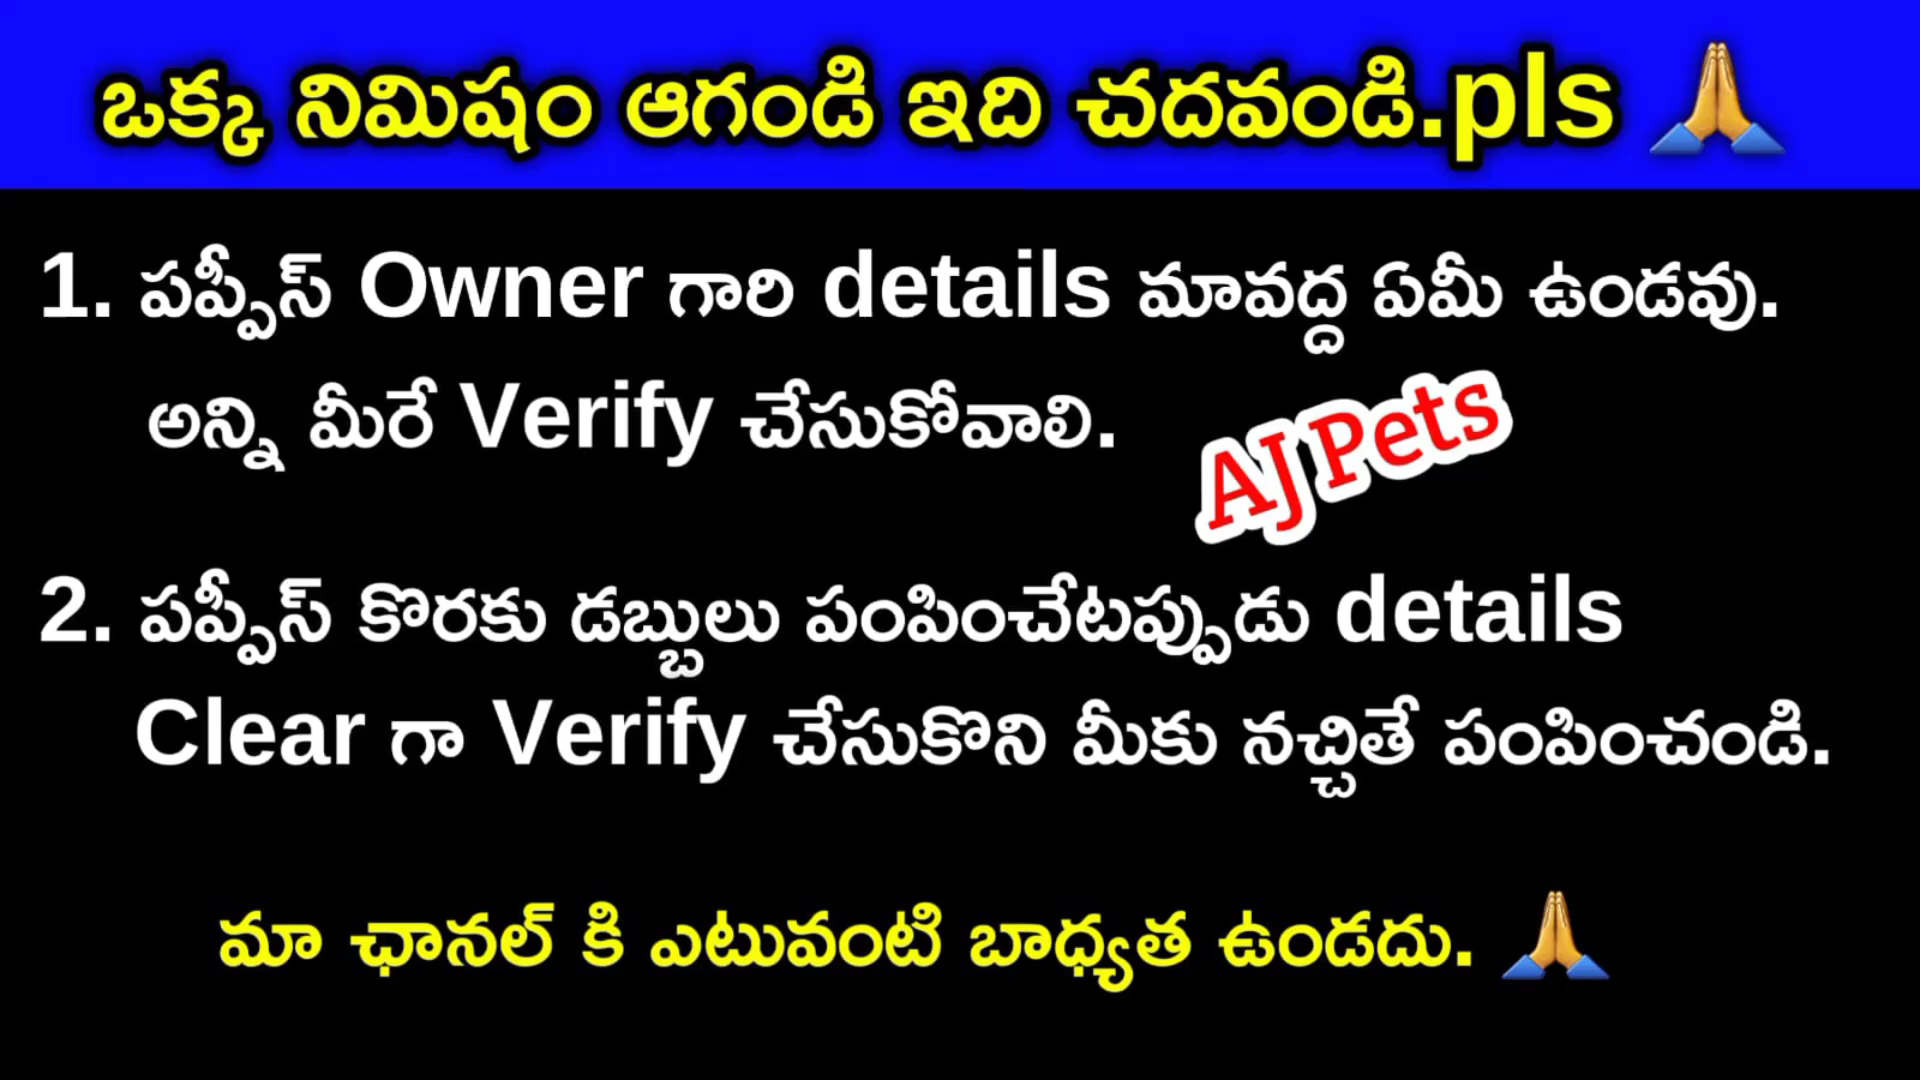 ఒక్క నిమిషం ఆగండి ఇది చదవండి.pls 🙏
1. పప్పీస్ Owner గారి details మావద్ద ఏమీ ఉండవు.
అన్ని మీరే Verify చేసుకోవాలి.
AJ Pets
2. పప్పీస్ కొరకు డబ్బులు పంపించేటప్పుడు details
Clear గా Verify చేసుకొని మీకు నచ్చితే పంపించండి.
మా ఛానల్ కి ఎటువంటి బాధ్యత ఉండదు. 🙏